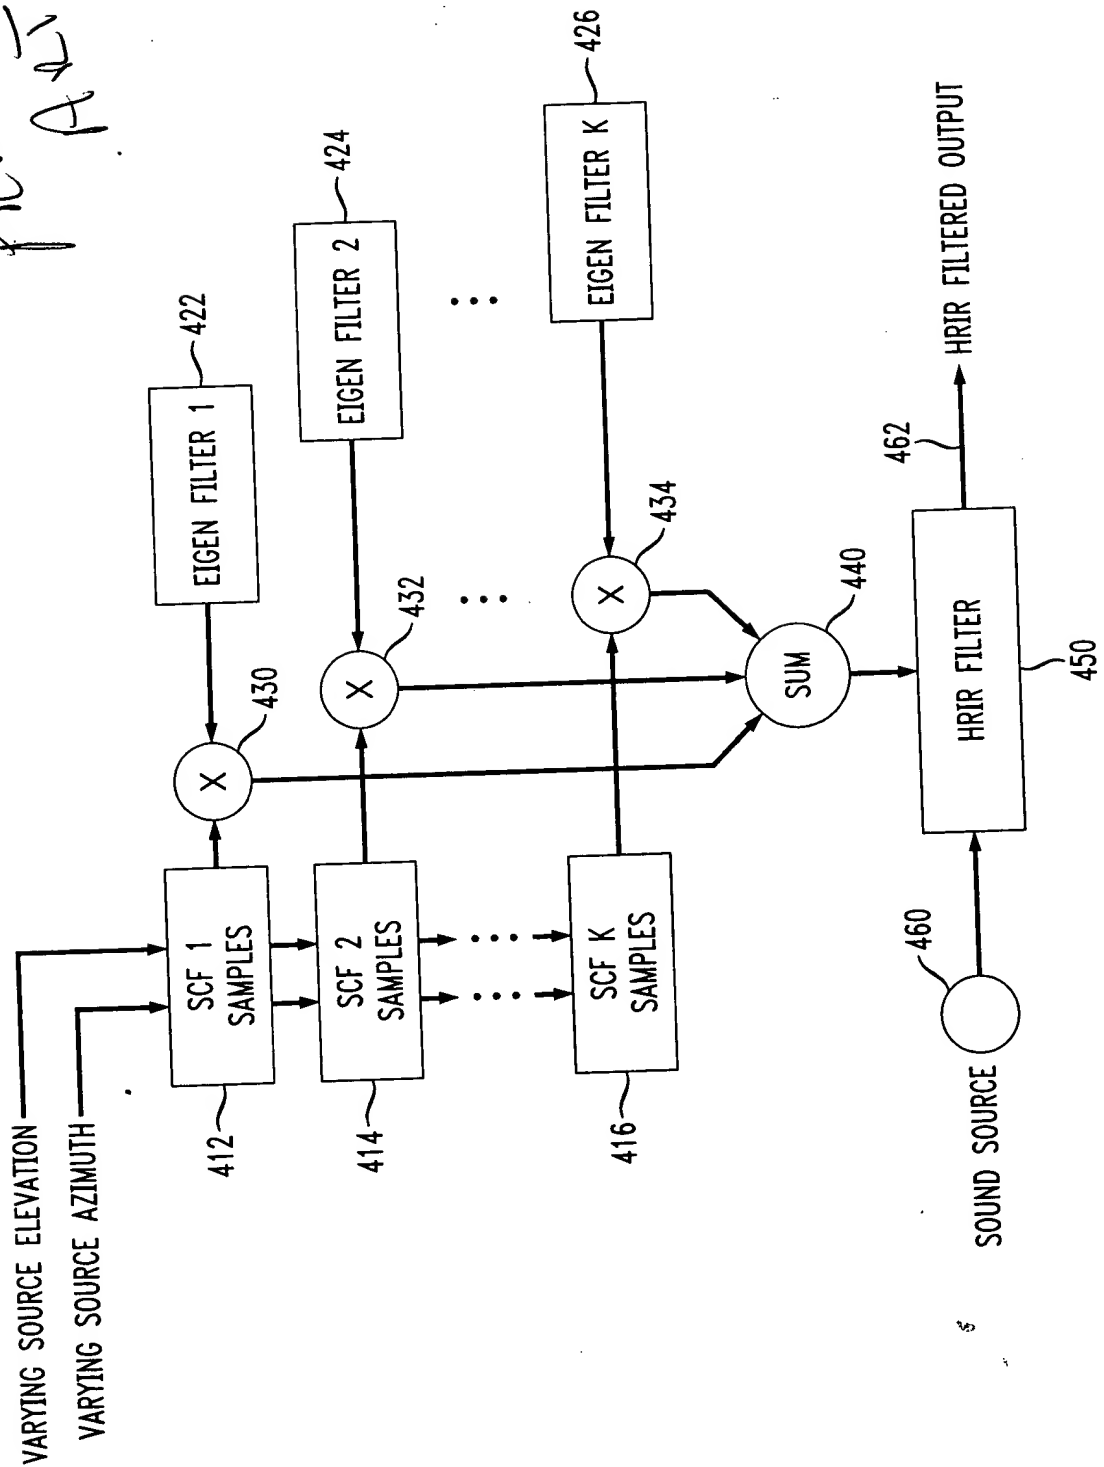 ART
VARYING SOURCE ELEVATION
VARYING SOURCE AZIMUTH
412
SCF 1
SAMPLES
X
430
EIGEN FILTER 1
422
414
SCF 2
SAMPLES
X
432
EIGEN FILTER 2
424
416
SCF K
SAMPLES
X
434
EIGEN FILTER K
426
SUM
440
SOUND SOURCE
460
HRIR FILTER
450
462
HRIR FILTERED OUTPUT